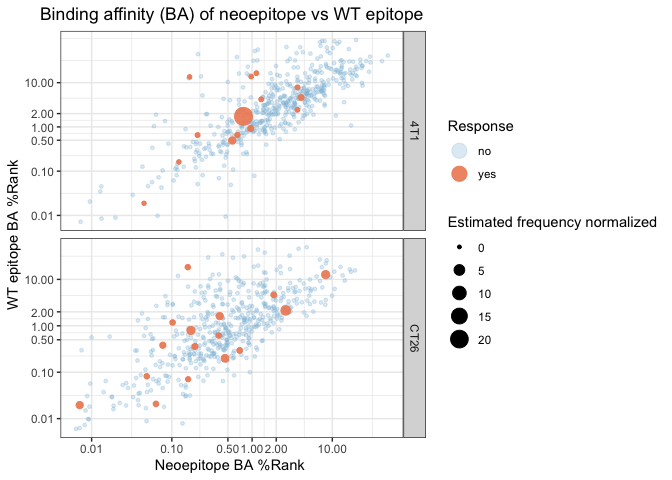 Binding affinity (BA) of neoepitope vs WT epitope
WT epitope BA %Rank
10.00
2.00
1.00
0.50
0.10
0.01
4T1
10.00
2.00
1.00
0.50
0.10
0.01
CT26
0.01 0.10 0.50 1.00 2.00 10.00
Neoepitope BA %Rank
Response
no
yes
Estimated frequency normalized
0
5
10
15
20